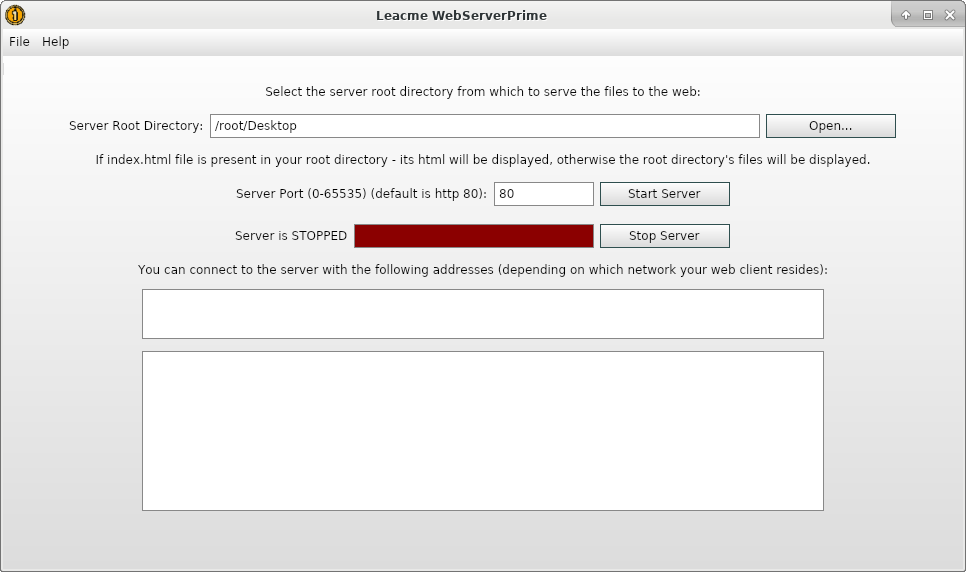 Leacme WebServerPrime
File Help
Select the server root directory from which to serve the files to the web:
Server Root Directory: /root/Desktop Open...
If index.html file is present in your root directory - its html will be displayed, otherwise the root directory's files will be displayed.
Server Port (0-65535) (default is http 80): 80 Start Server
Server is STOPPED Stop Server
You can connect to the server with the following addresses (depending on which network your web client resides):